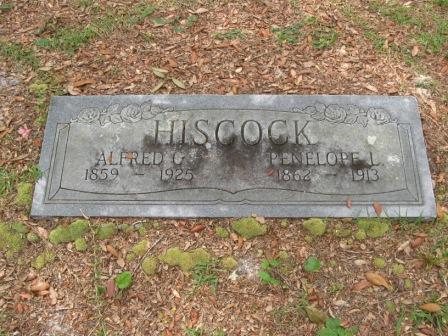 HISCOCK
ALFRED G. PENELOPE L.
1859 - 1925 1862 - 1913